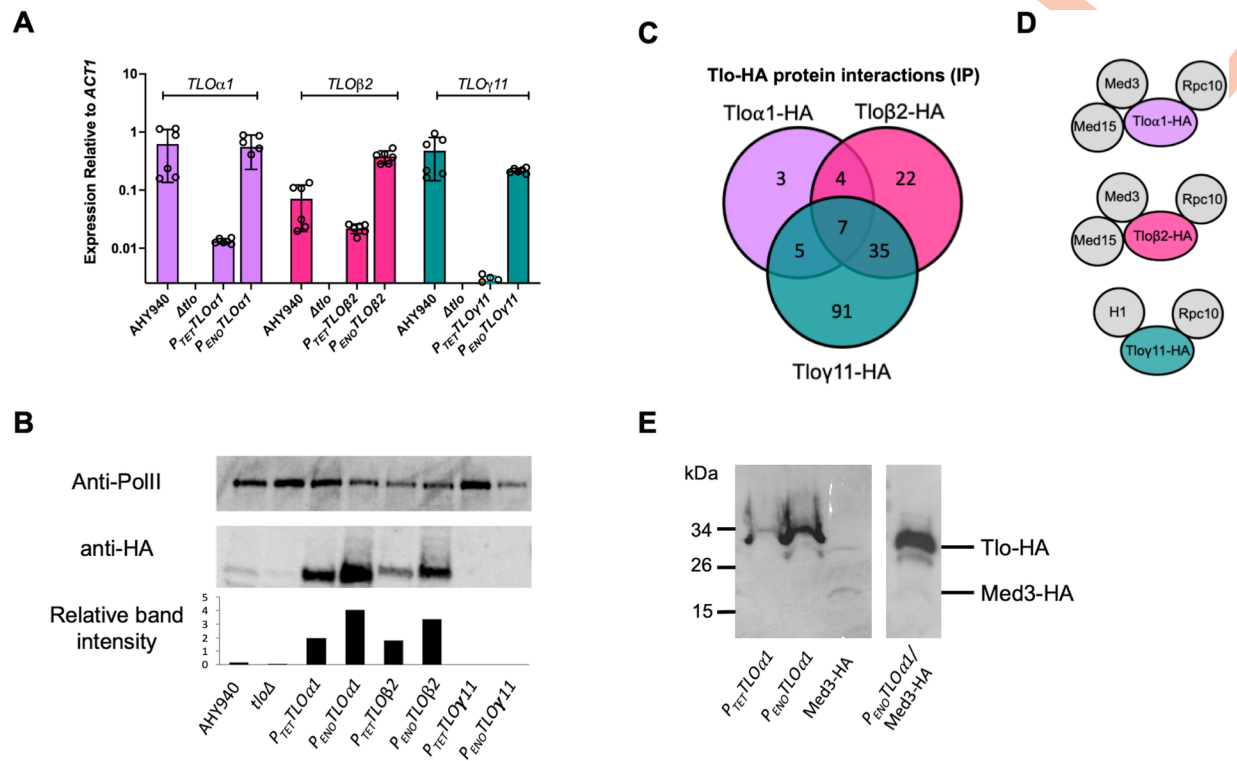 A
TLOα1
TLOβ2
TLOγ11
Expression Relative to ACT1
10
1
0.1
0.01
AHY940
Δtlo
PTETTLOα1
PENOTLOα1
AHY940
Δtlo
PTETTLOβ2
PENOTLOβ2
AHY940
Δtlo
PTETTLOγ11
PENOTLOγ11
B
Anti-PolII
anti-HA
Relative band
intensity
5
4
3
2
1
0
AHY940
tloΔ
PTETTLOα1
PENOTLOα1
PTETTLOβ2
PENOTLOβ2
PTETTLOγ11
PENOTLOγ11
C
Tlo-HA protein interactions (IP)
Tloα1-HA
Tloβ2-HA
3
4
22
7
5
35
91
Tloγ11-HA
D
Med3
Rpc10
Med15
Tloα1-HA
Med3
Rpc10
Med15
Tloβ2-HA
H1
Rpc10
Tloγ11-HA
E
kDa
34
26
15
Tlo-HA
Med3-HA
PTETTLOα1
PENOTLOα1
Med3-HA
PENOTLOα1/
Med3-HA